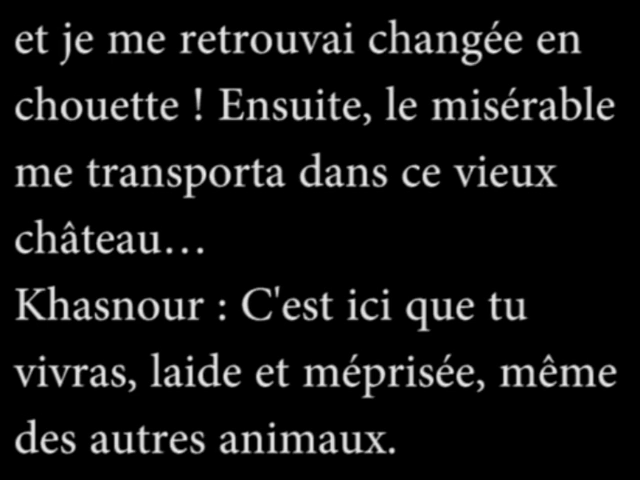 et je me retrouvai changée en
chouette ! Ensuite, le misérable
me transporta dans ce vieux
château…
Khasnour : C'est ici que tu
vivras, laide et méprisée, même
des autres animaux.